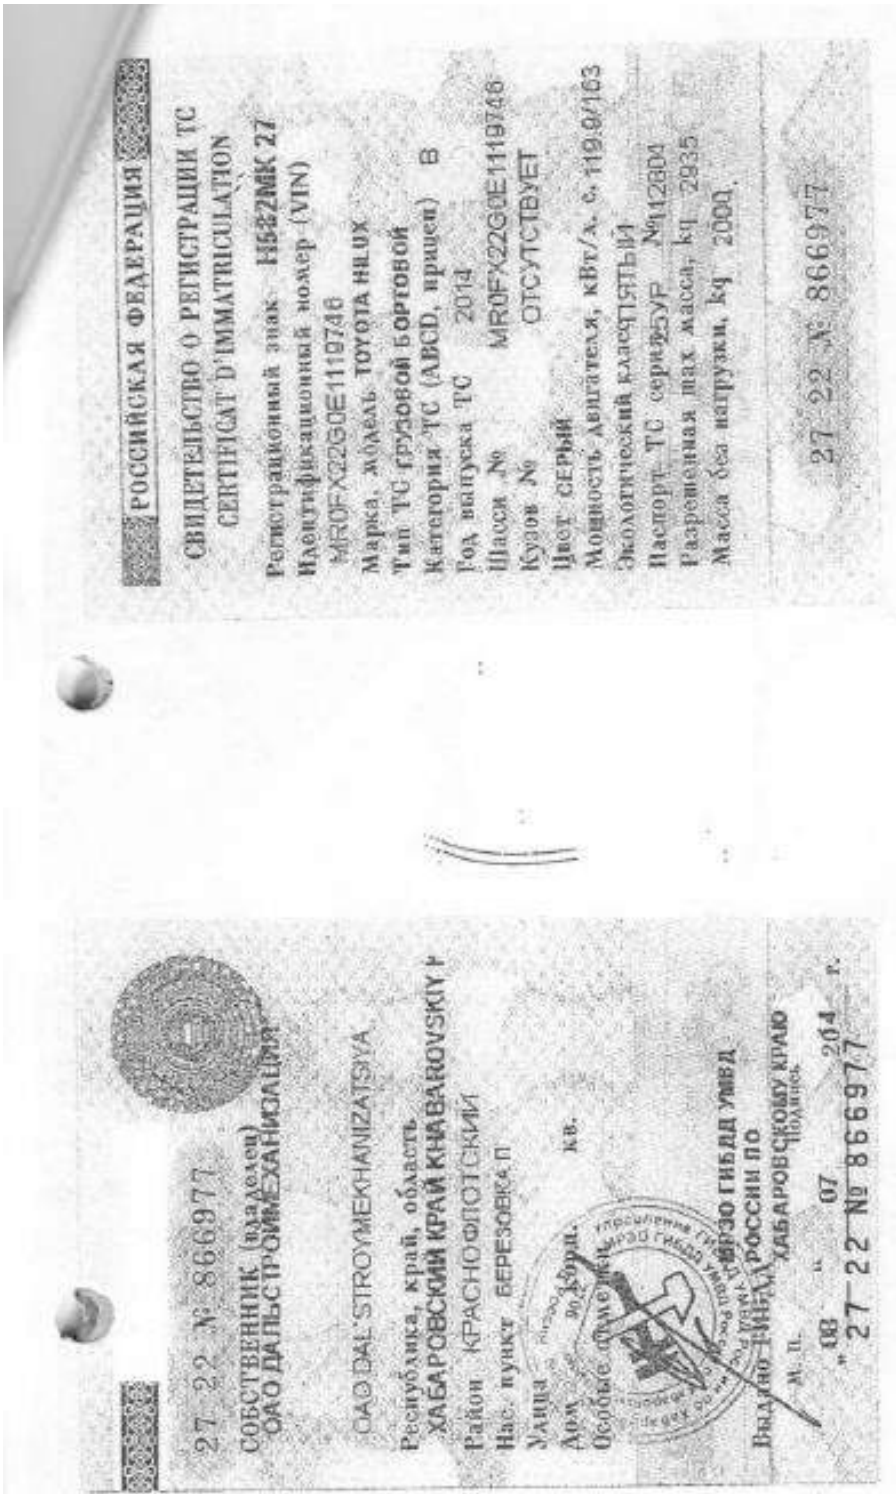 РОССИЙСКАЯ ФЕДЕРАЦИЯ
СВИДЕТЕЛЬСТВО О РЕГИСТРАЦИИ ТС
CERTIFICAT D'IMMATRICULATION
Регистрационный знак Н582МК 27
Идентификационный номер (VIN)
MR0FX22G0E1119746
Марка, модель TOYOTA HILUX
Тип ТС ГРУЗОВОЙ БОРТОВОЙ
Категория ТС (ABCD, прицеп) В
Год выпуска ТС 2014
Шасси № MR0FX22G0E1119746
Кузов № ОТСУТСТВУЕТ
Цвет СЕРЫЙ
Мощность двигателя, кВт/л. с. 119.9/163
Экологический класс ПЯТЫЙ
Паспорт ТС серия 25УР №112804
Разрешенная max масса, kg 2935
Масса без нагрузки, kg 2000
27 22 № 866977
27 22 № 866977
СОБСТВЕННИК (владелец)
ОАО ДАЛЬСТРОЙМЕХАНИЗАЦИЯ
OAO DAL'STROYMEKHANIZATSIYA
Республика, край, область
ХАБАРОВСКИЙ КРАЙ KHABAROVSKIY
Район КРАСНОФЛОТСКИЙ
Нас. пункт БЕРЕЗОВКА П
Улица
Дом Корп. кв.
Особые отметки
МРЭО ГИБДД УМВД
Выдано ГИБДД РОССИИ ПО
ХАБАРОВСКОМУ КРАЮ
М. П. Подпись
" 08 " 07 2014 г.
27 22 № 866977